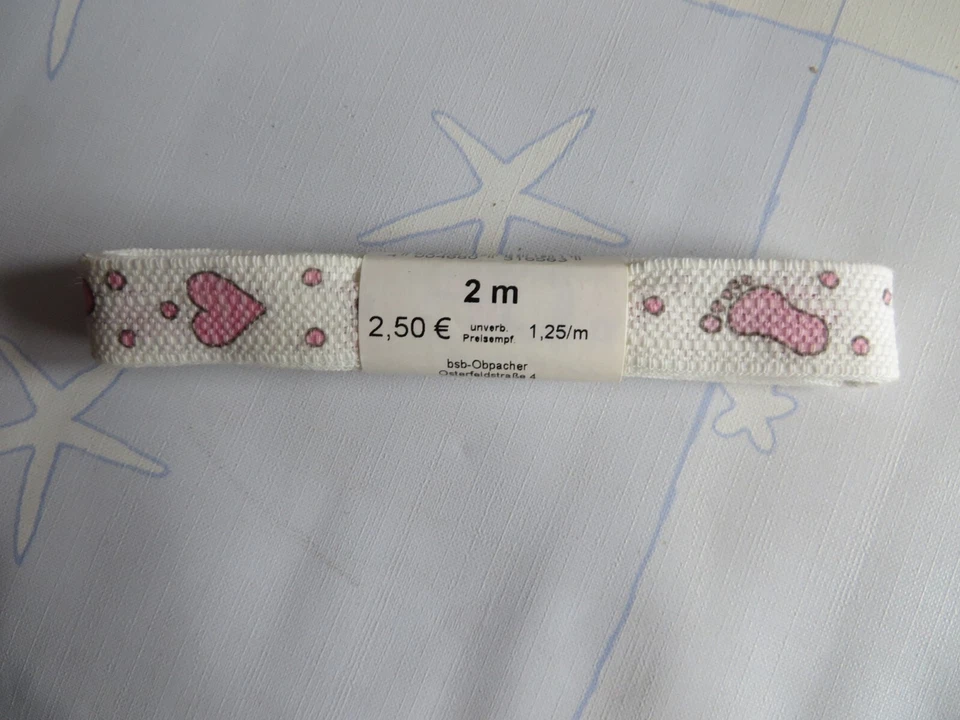 2 m
2,50 € unverb. Preisempf. 1,25/m
bsb-Obpacher
Osterfeldstraße 4